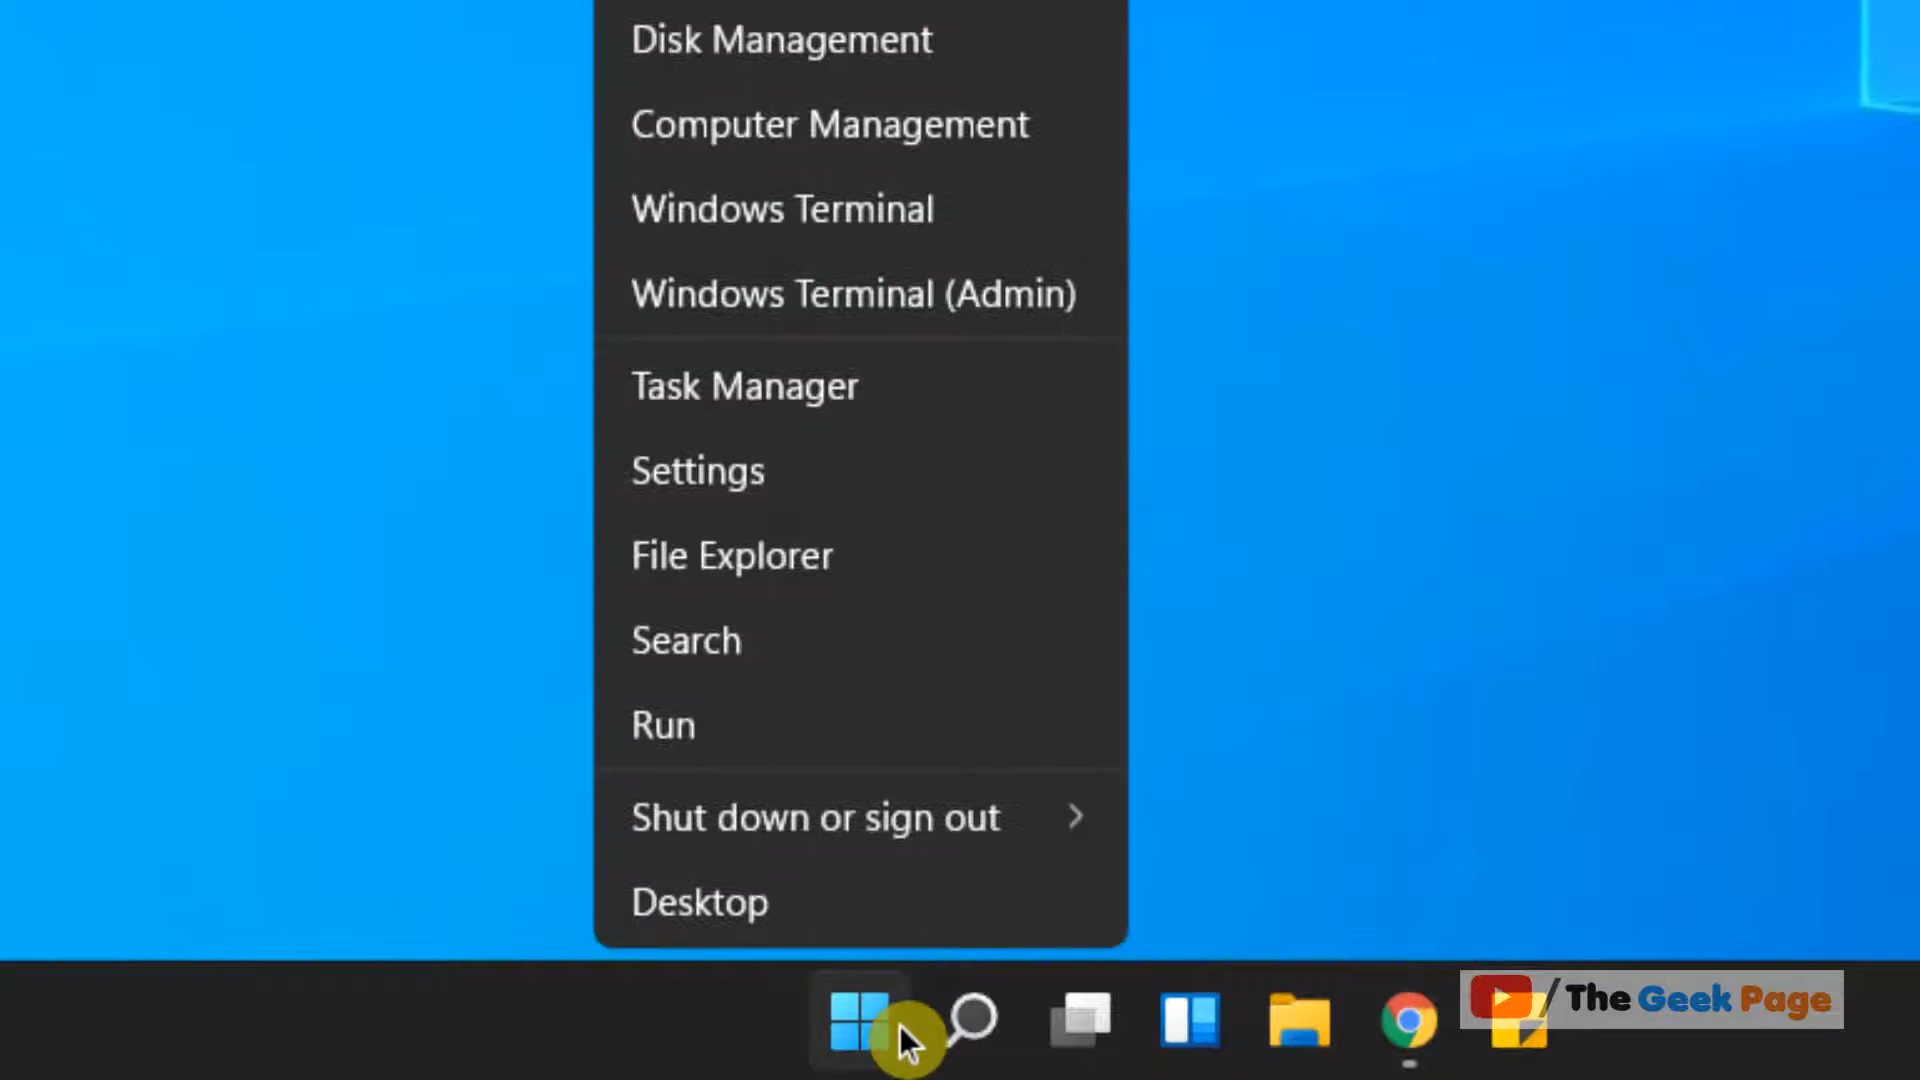 Disk Management
Computer Management
Windows Terminal
Windows Terminal (Admin)
Task Manager
Settings
File Explorer
Search
Run
Shut down or sign out
Desktop
/The Geek Page